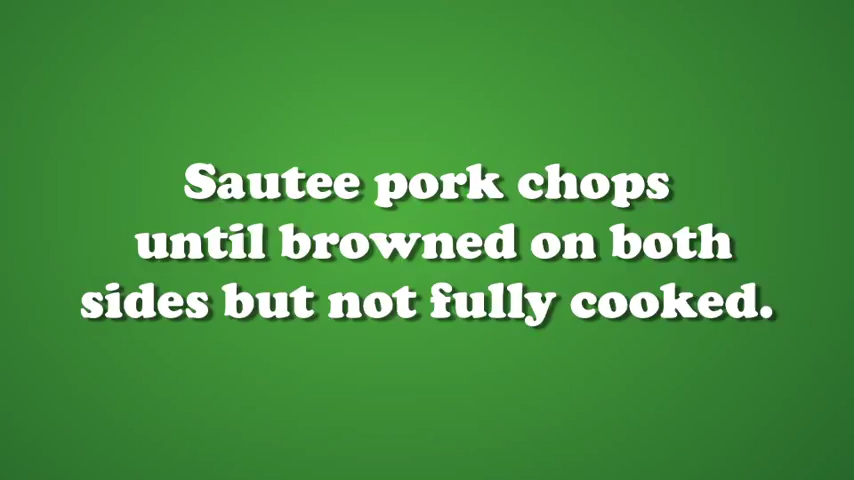 Sautee pork chops
until browned on both
sides but not fully cooked.